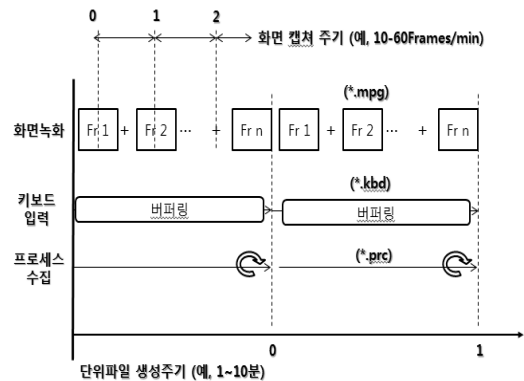 0 1 2
화면 캡쳐 주기 (예, 10-60Frames/min)
(*.mpg)
화면녹화 Fr 1 + Fr 2 ... + Fr n Fr 1 + Fr 2 ... + Fr n
(*.kbd)
키보드
입력
버퍼링 버퍼링
프로세스
수집
(*.prc)
0 1
단위파일 생성주기 (예, 1~10분)